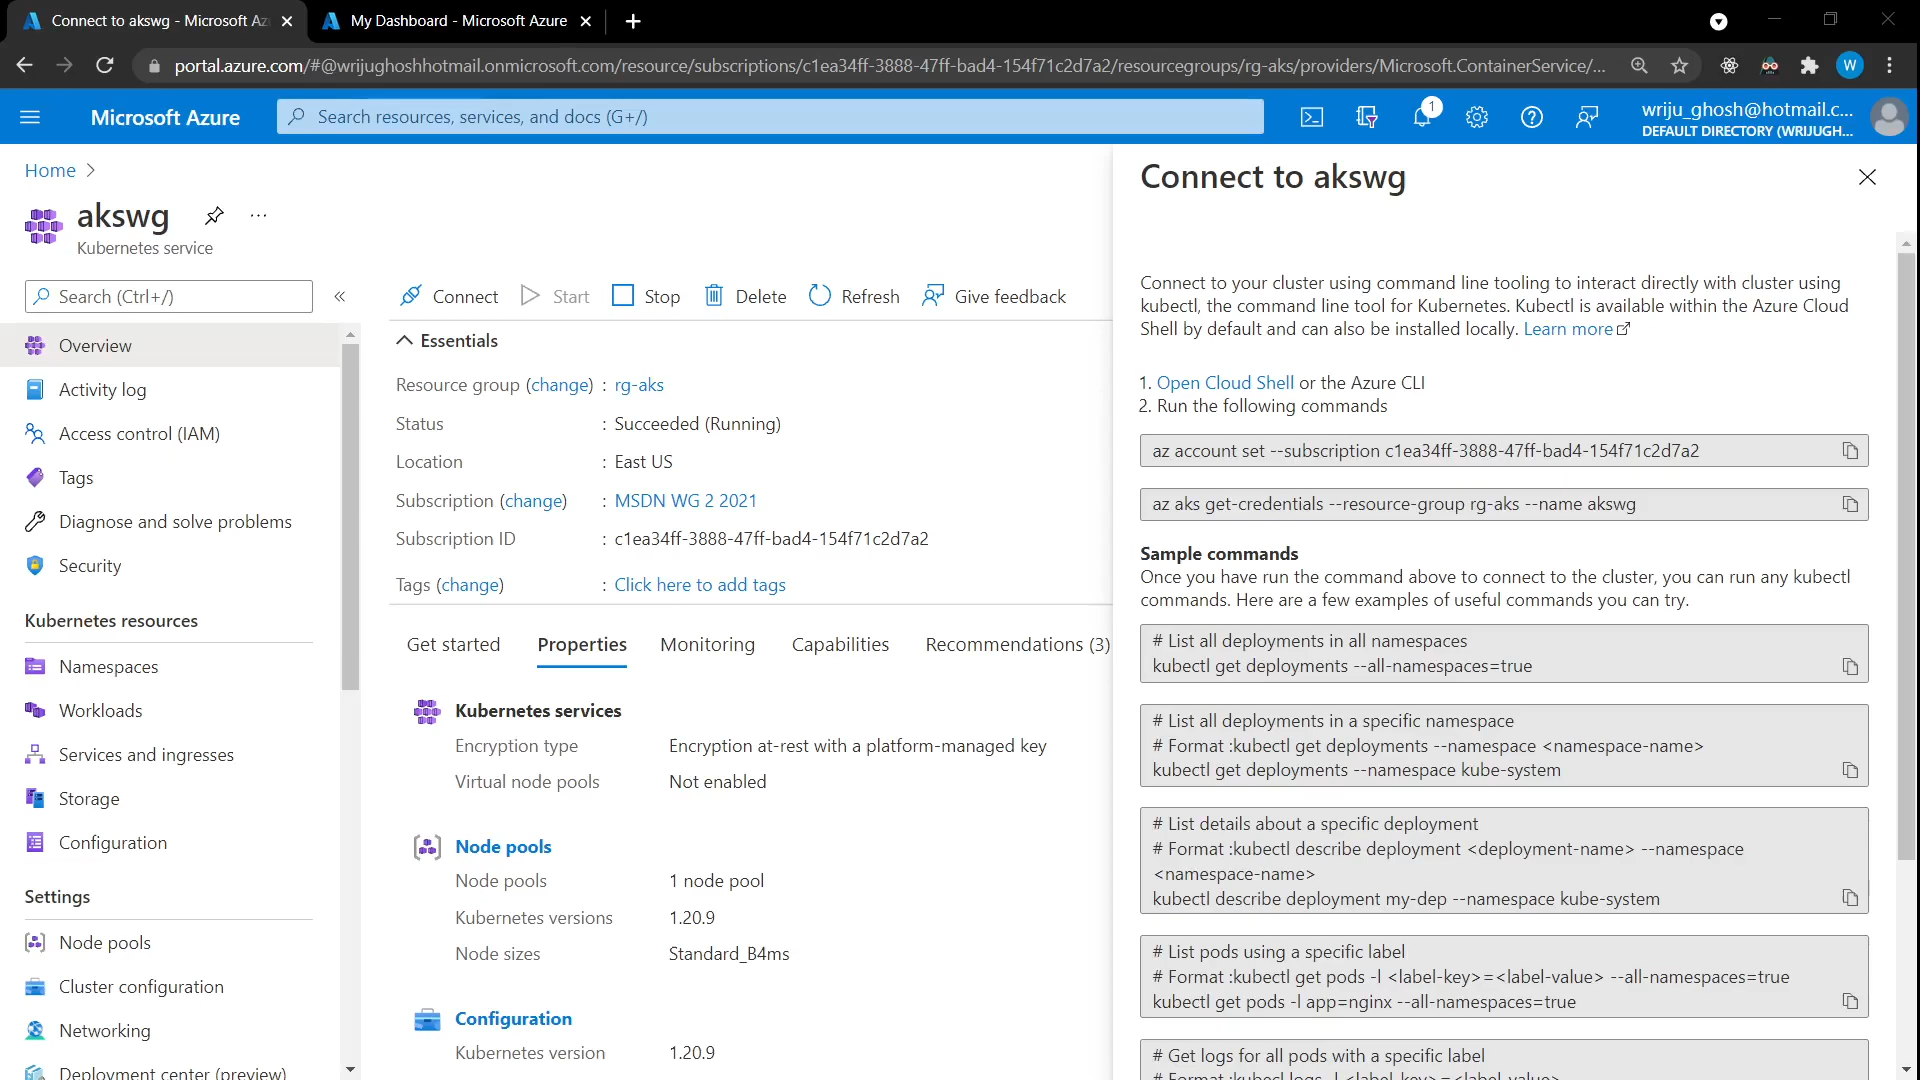 Connect to akswg - Microsoft Az
My Dashboard - Microsoft Azure
portal.azure.com/#@wrijughoshhotmail.onmicrosoft.com/resource/subscriptions/c1ea34ff-3888-47ff-bad4-154f71c2d7a2/resourcegroups/rg-aks/providers/Microsoft.ContainerService/...
W
Microsoft Azure
Search resources, services, and docs (G+/)
1
wriju_ghosh@hotmail.c...
DEFAULT DIRECTORY (WRIJUGH...
Home
akswg
...
Kubernetes service
Search (Ctrl+/)
«
Overview
Activity log
Access control (IAM)
Tags
Diagnose and solve problems
Security
Kubernetes resources
Namespaces
Workloads
Services and ingresses
Storage
Configuration
Settings
Node pools
Cluster configuration
Networking
Deployment center (preview)
Connect
Start
Stop
Delete
Refresh
Give feedback
Essentials
Resource group (change) : rg-aks
Status : Succeeded (Running)
Location : East US
Subscription (change) : MSDN WG 2 2021
Subscription ID : c1ea34ff-3888-47ff-bad4-154f71c2d7a2
Tags (change) : Click here to add tags
Get started
Properties
Monitoring
Capabilities
Recommendations (3)
Kubernetes services
Encryption type Encryption at-rest with a platform-managed key
Virtual node pools Not enabled
Node pools
Node pools 1 node pool
Kubernetes versions 1.20.9
Node sizes Standard_B4ms
Configuration
Kubernetes version 1.20.9
Connect to akswg
Connect to your cluster using command line tooling to interact directly with cluster using
kubectl, the command line tool for Kubernetes. Kubectl is available within the Azure Cloud
Shell by default and can also be installed locally. Learn more
1. Open Cloud Shell or the Azure CLI
2. Run the following commands
az account set --subscription c1ea34ff-3888-47ff-bad4-154f71c2d7a2
az aks get-credentials --resource-group rg-aks --name akswg
Sample commands
Once you have run the command above to connect to the cluster, you can run any kubectl
commands. Here are a few examples of useful commands you can try.
# List all deployments in all namespaces
kubectl get deployments --all-namespaces=true
# List all deployments in a specific namespace
# Format :kubectl get deployments --namespace <namespace-name>
kubectl get deployments --namespace kube-system
# List details about a specific deployment
# Format :kubectl describe deployment <deployment-name> --namespace
<namespace-name>
kubectl describe deployment my-dep --namespace kube-system
# List pods using a specific label
# Format :kubectl get pods -l <label-key>=<label-value> --all-namespaces=true
kubectl get pods -l app=nginx --all-namespaces=true
# Get logs for all pods with a specific label
# Format :kubectl logs -l <label-key>=<label-value>